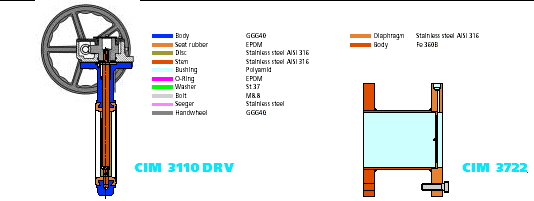 Body GGG40
Seat rubber EPDM
Disc Stainless steel AISI 316
Stem Stainless steel AISI 316
Bushing Polyamid
O-Ring EPDM
Washer St 37
Bolt M8.8
Seeger Stainless steel
Handwheel GGG40
Diaphragm Stainless steel AISI 316
Body Fe 360B
CIM 3110 DRV
CIM 3722